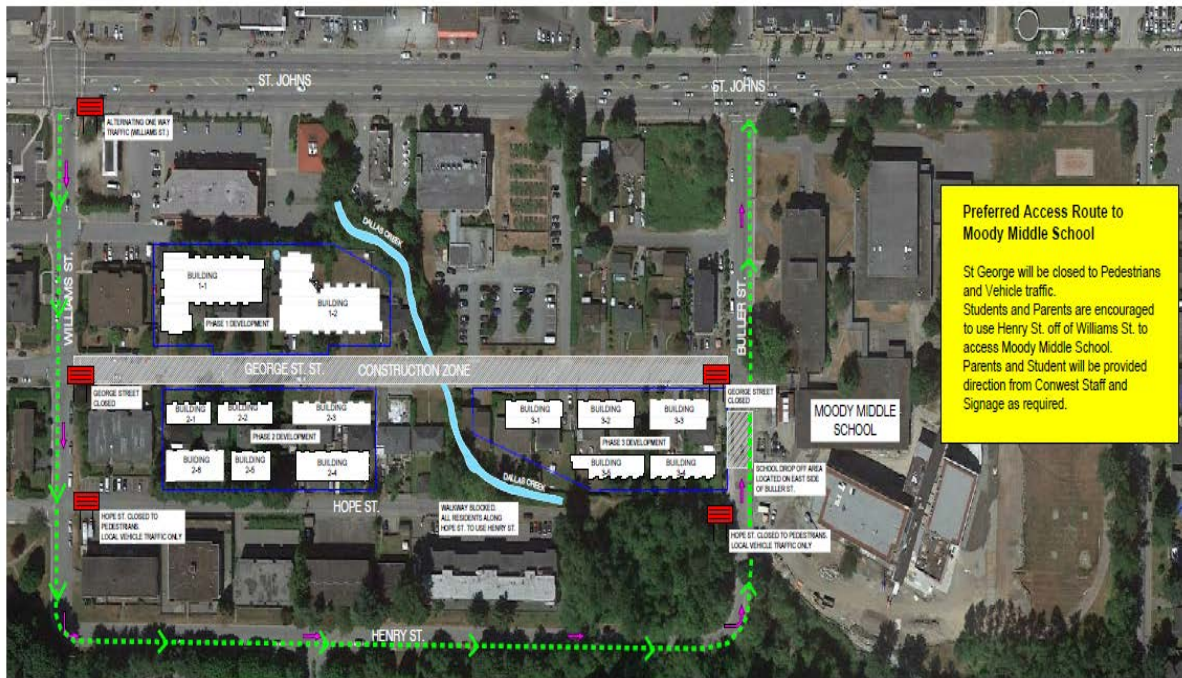 ST. JOHNS
ST. JOHNS
ALTERNATING ONE WAY
TRAFFIC (WILLIAMS ST.)
WILLIAMS ST.
DALLAS CREEK
BUILDING
1-1
BUILDING
1-2
PHASE 1 DEVELOPMENT
BULLER ST.
Preferred Access Route to
Moody Middle School
St George will be closed to Pedestrians
and Vehicle traffic.
Students and Parents are encouraged
to use Henry St. off of Williams St. to
access Moody Middle School.
Parents and Student will be provided
direction from Conwest Staff and
Signage as required.
GEORGE ST. ST.
CONSTRUCTION ZONE
GEORGE STREET
CLOSED
GEORGE STREET
CLOSED
BUILDING
2-1
BUILDING
2-2
BUILDING
2-3
PHASE 2 DEVELOPMENT
BUILDING
2-6
BUILDING
2-5
BUILDING
2-4
BUILDING
3-1
BUILDING
3-2
BUILDING
3-3
PHASE 3 DEVELOPMENT
BUILDING
3-5
BUILDING
3-4
MOODY MIDDLE
SCHOOL
SCHOOL DROP OFF AREA
LOCATED ON EAST SIDE
OF BULLER ST.
DALLAS CREEK
HOPE ST.
HOPE ST. CLOSED TO
PEDESTRIANS.
LOCAL VEHICLE TRAFFIC ONLY
WALKWAY BLOCKED.
ALL RESIDENTS ALONG
HOPE ST. TO USE HENRY ST.
HOPE ST. CLOSED TO PEDESTRIANS.
LOCAL VEHICLE TRAFFIC ONLY
HENRY ST.